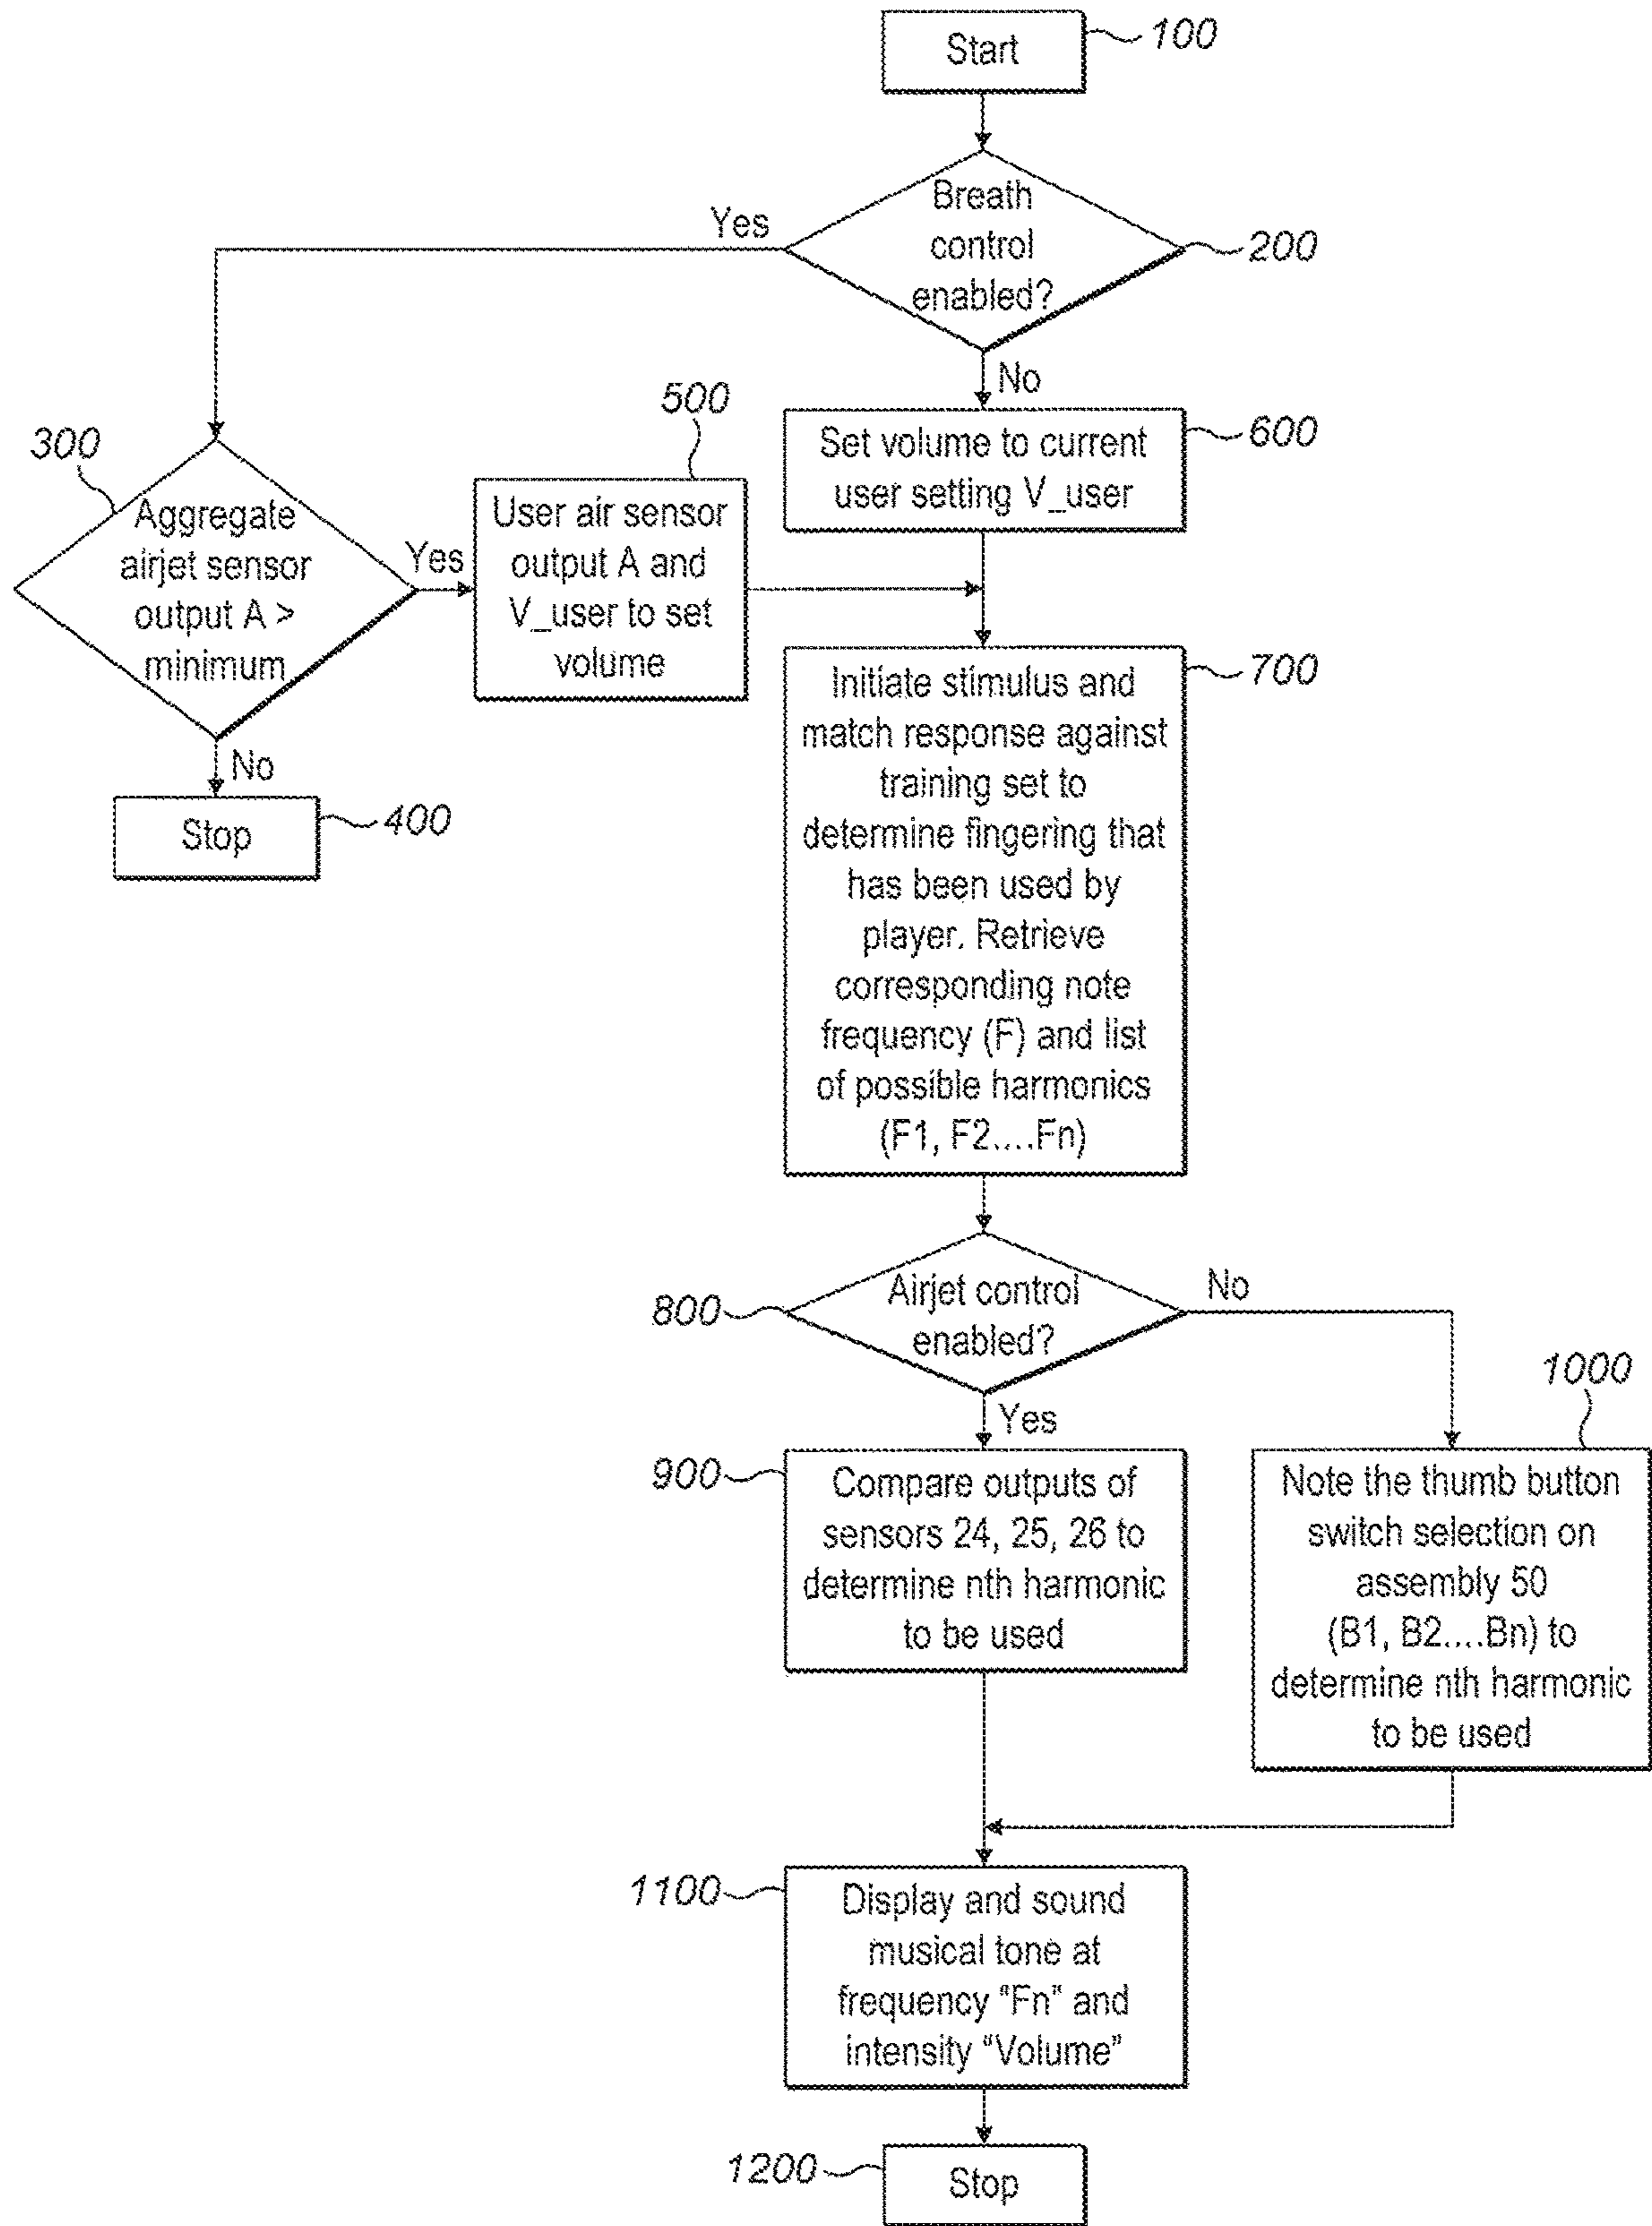 Start
100
Breath
control
enabled?
200
Yes
No
300
Aggregate
airjet sensor
output A >
minimum
Yes
No
Stop
400
500
User air sensor
output A and
V_user to set
volume
Set volume to current
user setting V_user
600
Initiate stimulus and
match response against
training set to
determine fingering that
has been used by
player. Retrieve
corresponding note
frequency (F) and list
of possible harmonics
(F1, F2....Fn)
700
800
Airjet control
enabled?
No
Yes
900
Compare outputs of
sensors 24, 25, 26 to
determine nth harmonic
to be used
1000
Note the thumb button
switch selection on
assembly 50
(B1, B2....Bn) to
determine nth harmonic
to be used
1100
Display and sound
musical tone at
frequency "Fn" and
intensity "Volume"
1200
Stop